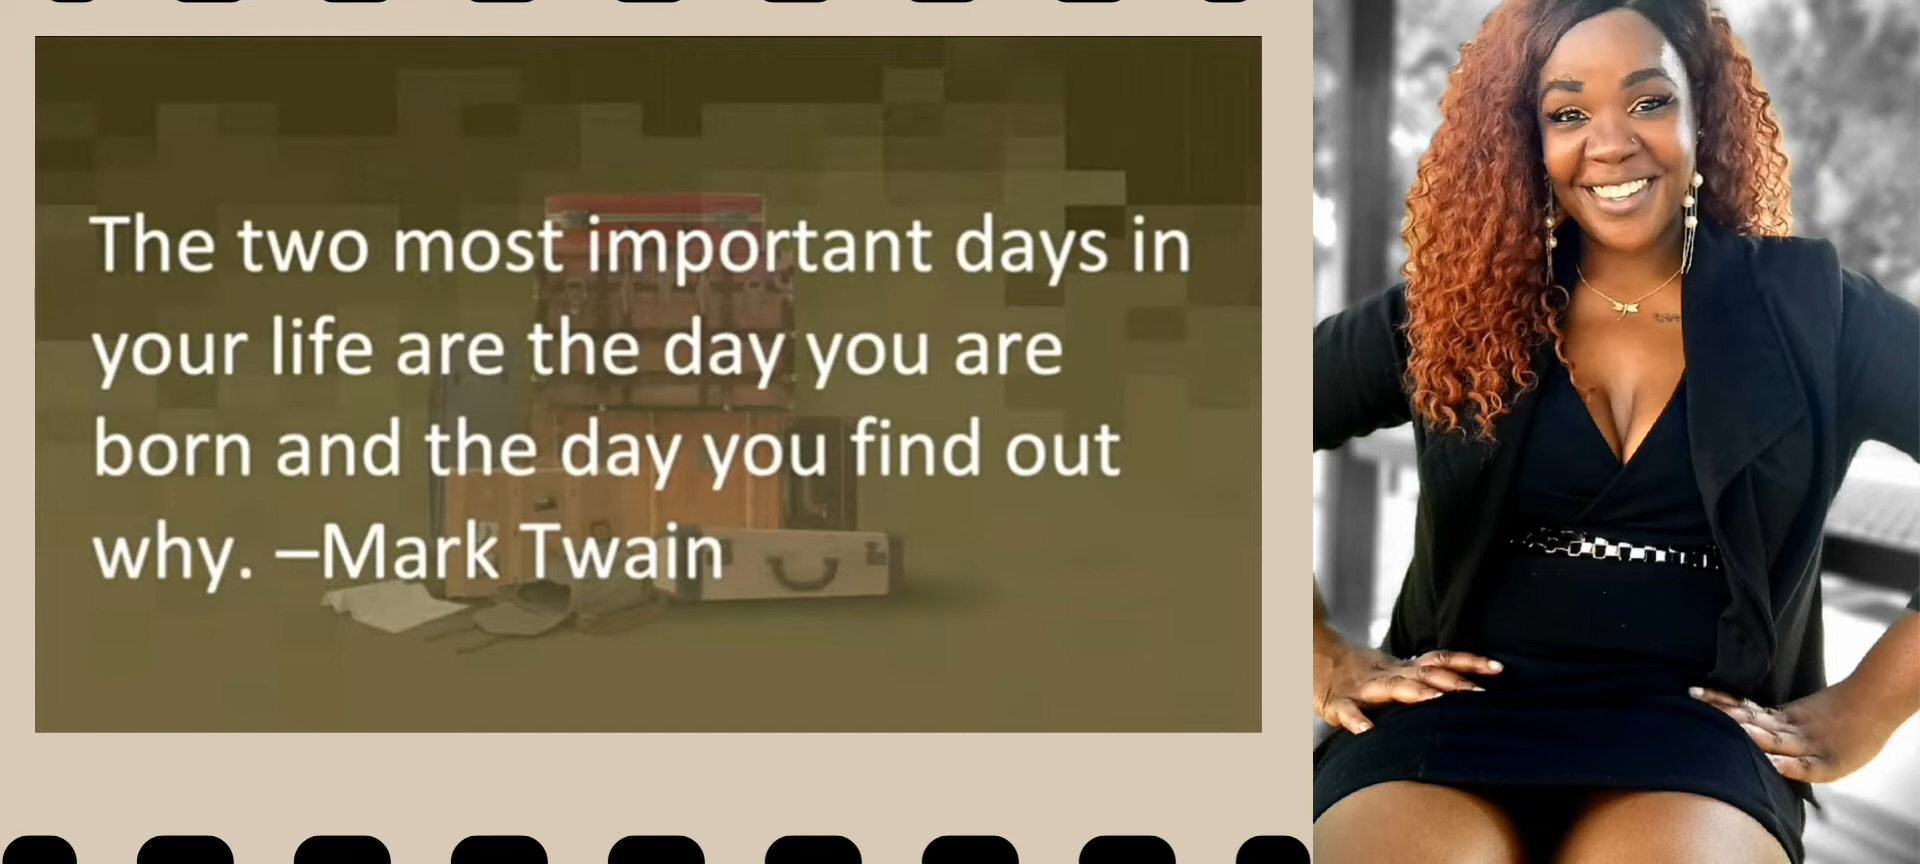 The two most important days in
your life are the day you are
born and the day you find out
why. –Mark Twain